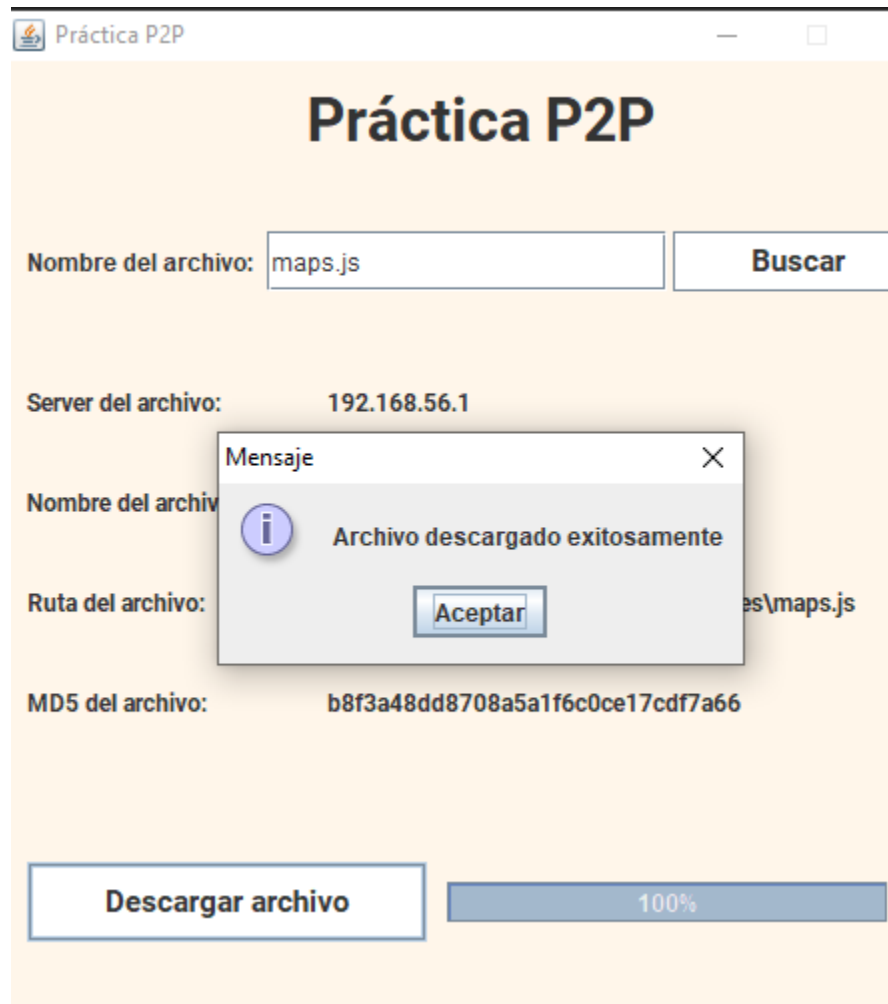 Práctica P2P
Práctica P2P
Nombre del archivo: maps.js Buscar
Server del archivo: 192.168.56.1
Mensaje
Nombre del archiv
Archivo descargado exitosamente
Ruta del archivo: es\maps.js
Aceptar
MD5 del archivo: b8f3a48dd8708a5a1f6c0ce17cdf7a66
Descargar archivo 100%